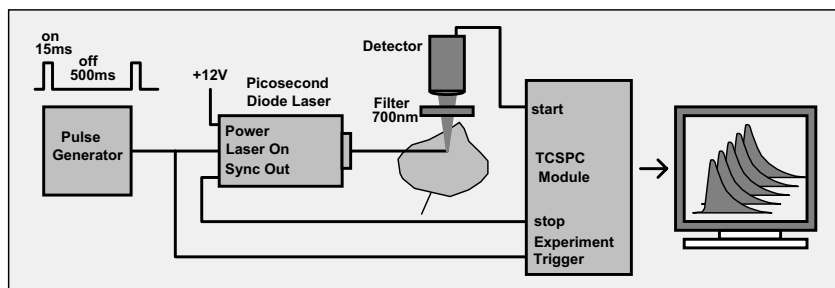 on
15ms
off
500ms
Pulse
Generator
+12V
Picosecond
Diode Laser
Power
Laser On
Sync Out
Detector
Filter
700nm
start
TCSPC
Module
stop
Experiment
Trigger